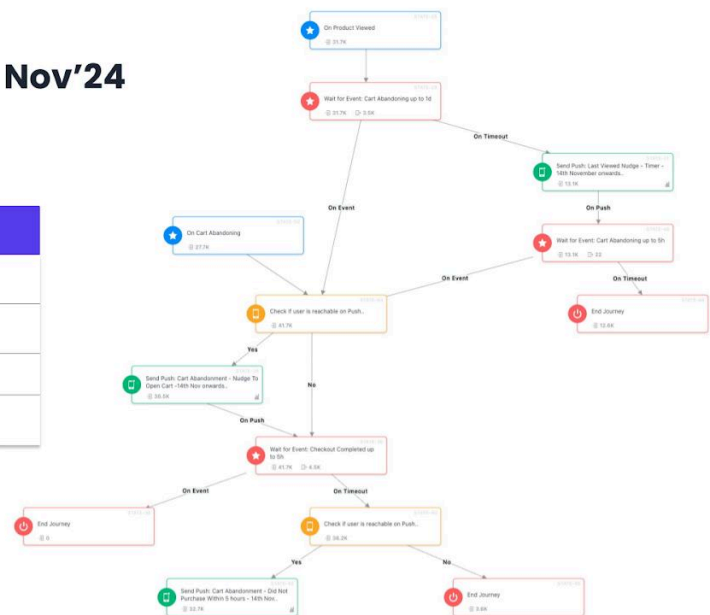 Nov’24
On Product Viewed
31.7K
Wait for Event: Cart Abandoning up to 1d
31.7K
On Timeout
Send Push: Last Viewed Nudge - Timer -
14th November onwards..
13.1K
On Event
On Push
On Cart Abandoning
27.7K
Wait for Event: Cart Abandoning up to 5h
13.1K 32
On Event
On Timeout
Check if user is reachable on Push..
41.7K
End Journey
12.6K
Yes
No
Send Push: Cart Abandonment - Nudge To
Open Cart -14th Nov onwards..
On Push
Wait for Event: Checkout Completed up
to 5h
41.7K
On Event
On Timeout
End Journey
0
Check if user is reachable on Push..
36.2K
Yes
No
Send Push: Cart Abandonment - Did Not
Purchase Within 5 hours - 14th Nov..
32.7K
End Journey
3.6K